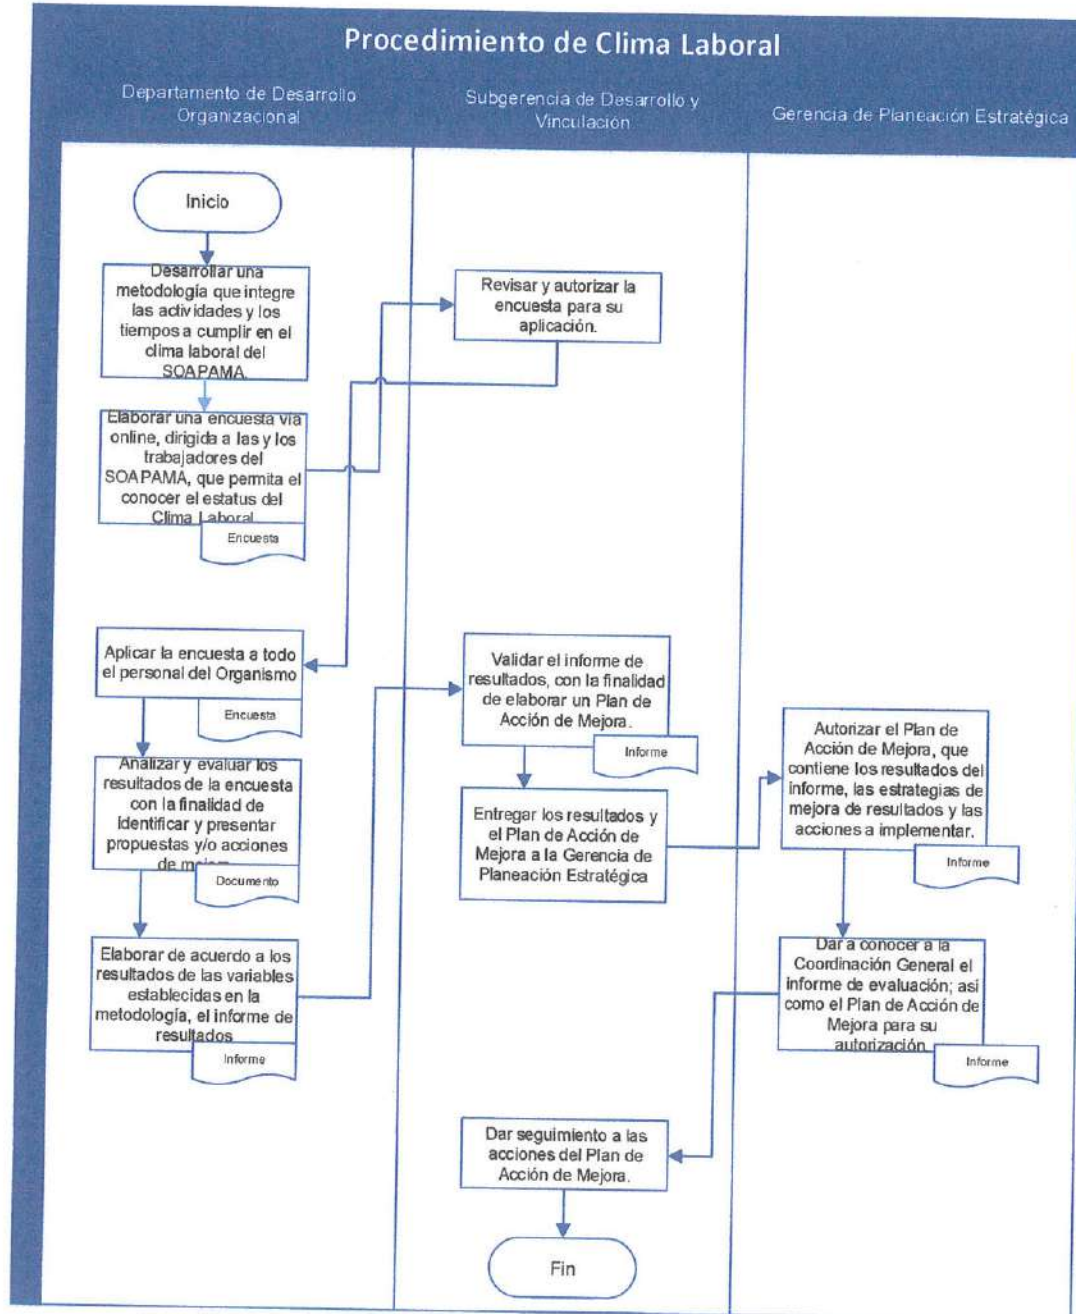 Procedimiento de Clima Laboral
Departamento de Desarrollo
Organizacional
Subgerencia de Desarrollo y
Vinculación
Gerencia de Planeación Estratégica
Inicio
Desarrollar una
metodología que integre
las actividades y los
tiempos a cumplir en el
clima laboral del
SOAPAMA.
Elaborar una encuesta vía
online, dirigida a las y los
trabajadores del
SOAPAMA, que permita el
conocer el estatus del
Clima Laboral
Encuesta
Revisar y autorizar la
encuesta para su
aplicación.
Aplicar la encuesta a todo
el personal del Organismo
Encuesta
Analizar y evaluar los
resultados de la encuesta
con la finalidad de
identificar y presentar
propuestas y/o acciones
de mejora
Documento
Elaborar de acuerdo a los
resultados de las variables
establecidas en la
metodología, el informe de
resultados
Informe
Validar el informe de
resultados, con la finalidad
de elaborar un Plan de
Acción de Mejora.
Informe
Entregar los resultados y
el Plan de Acción de
Mejora a la Gerencia de
Planeación Estratégica
Autorizar el Plan de
Acción de Mejora, que
contiene los resultados del
informe, las estrategias de
mejora de resultados y las
acciones a implementar.
Informe
Dar a conocer a la
Coordinación General el
informe de evaluación; asi
como el Plan de Acción de
Mejora para su
autorización.
Informe
Dar seguimiento a las
acciones del Plan de
Acción de Mejora.
Fin